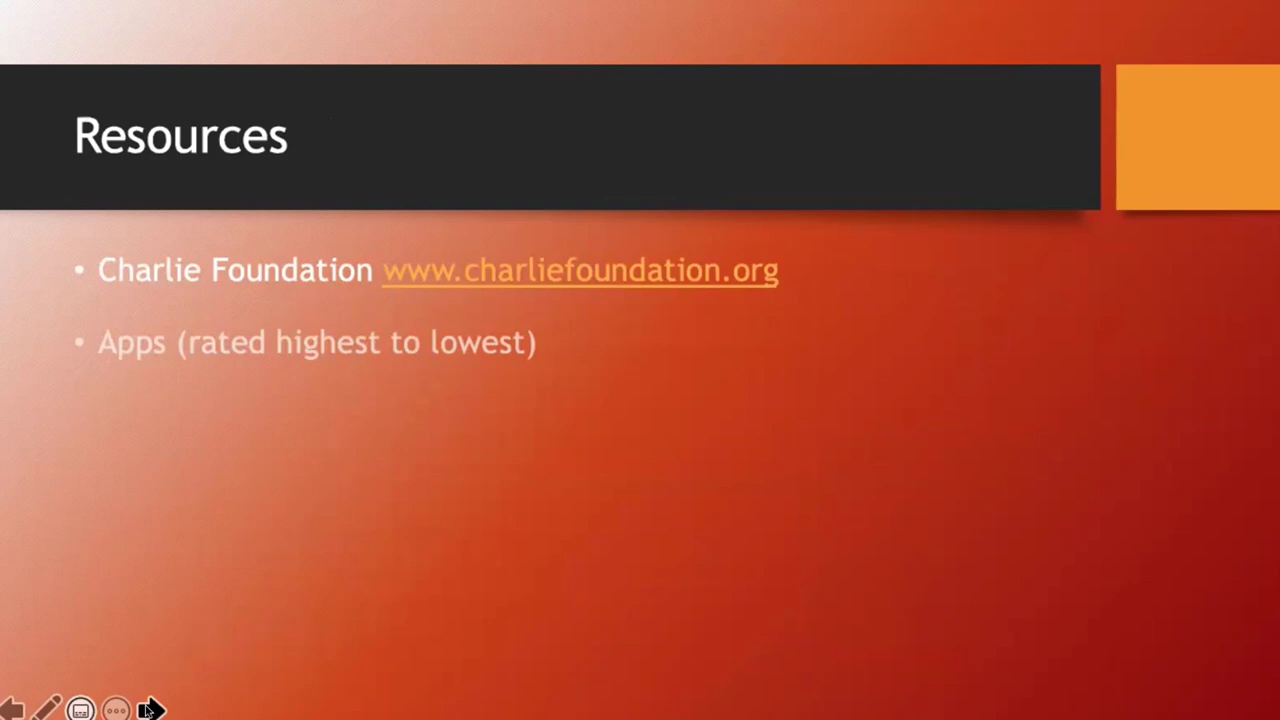 Resources
• Charlie Foundation www.charliefoundation.org
• Apps (rated highest to lowest)